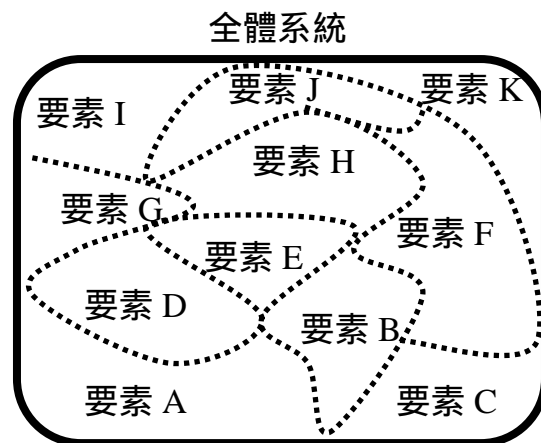 全體系統
要素 J
要素 K
要素 I
要素 H
要素 G
要素 F
要素 E
要素 D
要素 B
要素 A
要素 C